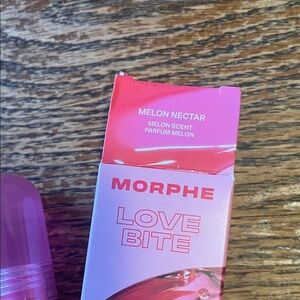 MELON NECTAR
MELON SCENT
PARFUM MELON
MORPHE
LOVE
BITE